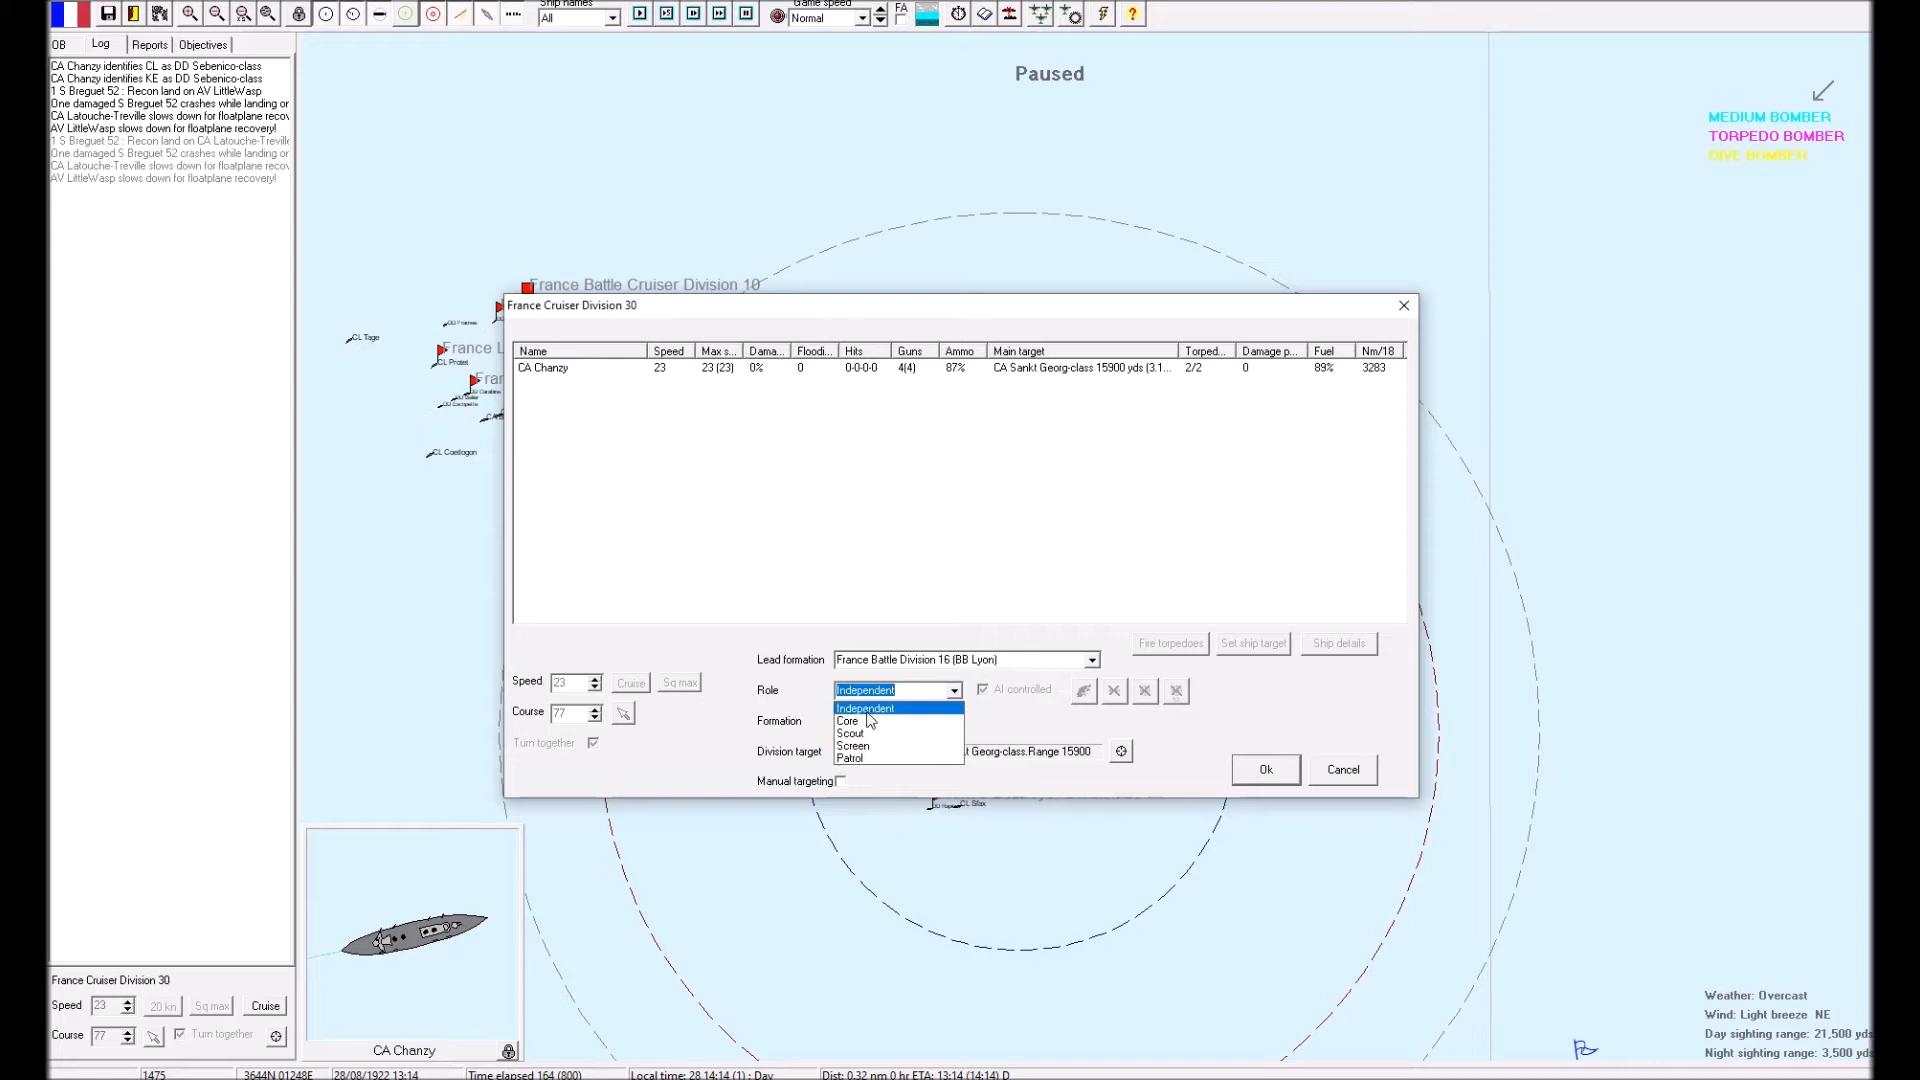 Ship names
All
Game speed
Normal
FA
OB
Log
Reports
Objectives
CA Chanzy identifies CL as DD Sebenico-class
CA Chanzy identifies KE as DD Sebenico-class
1 S Breguet 52 : Recon land on AV LittleWasp
One damaged S Breguet 52 crashes while landing or
CA Latouche-Treville slows down for floatplane recov
AV LittleWasp slows down for floatplane recovery!
1 S Breguet 52 : Recon land on CA Latouche-Treville
One damaged S Breguet 52 crashes while landing or
CA Latouche-Treville slows down for floatplane recov
AV LittleWasp slows down for floatplane recovery!
Paused
MEDIUM BOMBER
TORPEDO BOMBER
DIVE BOMBER
France Battle Cruiser Division 10
CL Tage
France L
CL Protet
Fran
CL Coetlogon
France Cruiser Division 30
Name Speed Max s... Dama... Floodi... Hits Guns Ammo Main target Torped... Damage p... Fuel Nm/18
CA Chanzy 23 23 (23) 0% 0 0-0-0-0 4(4) 87% CA Sankt Georg-class 15900 yds (3.1... 2/2 0 89% 3283
Fire torpedoes
Set ship target
Ship details
Lead formation France Battle Division 16 (BB Lyon)
Speed 23 Cruise Sq max
Role Independent
AI controlled
Independent
Core
Scout
Screen
Patrol
Course 77
Formation
Turn together
Division target t Georg-class.Range 15900
Manual targeting
Ok
Cancel
CL Sfax
France Cruiser Division 30
Speed 23 20 kn Sq max Cruise
Course 77 Turn together
CA Chanzy
Weather: Overcast
Wind: Light breeze NE
Day sighting range: 21,500 yds
Night sighting range: 3,500 yds
1475
3644N 01248E
28/08/1922 13:14
Time elapsed 164 (800)
Local time: 28 14:14 (1) : Day
Dist: 0.32 nm 0 hr ETA: 13:14 (14:14) D